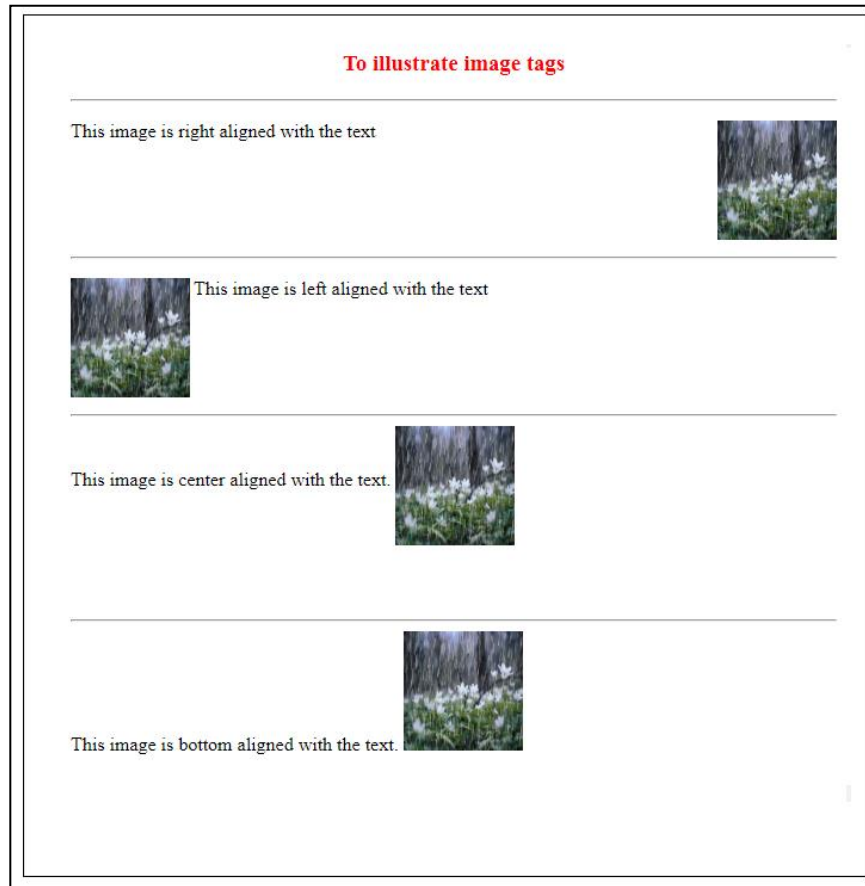 To illustrate image tags
This image is right aligned with the text
This image is left aligned with the text
This image is center aligned with the text.
This image is bottom aligned with the text.